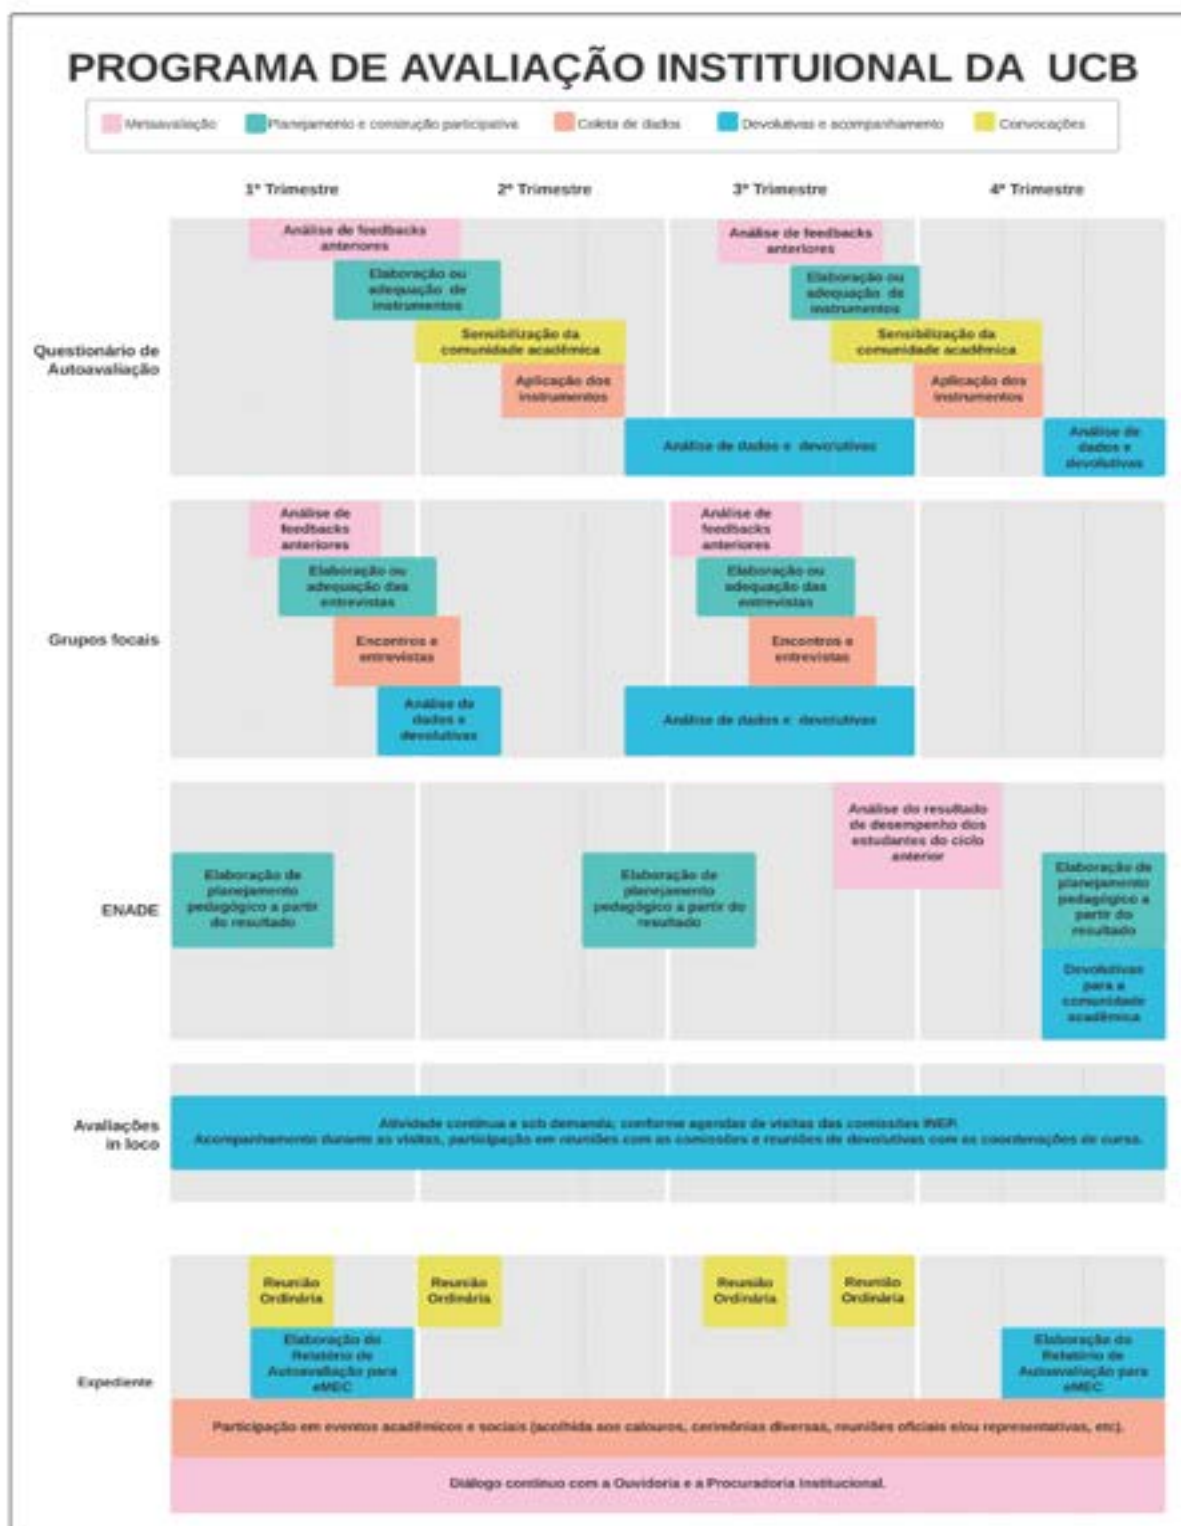 PROGRAMA DE AVALIAÇÃO INSTITUIONAL DA UCB
Metaavaliação
Planejamento e construção participativa
Coleta de dados
Devolutivas e acompanhamento
Convocações
1º Trimestre
2º Trimestre
3º Trimestre
4º Trimestre
Questionário de
Autoavaliação
Análise de feedbacks
anteriores
Elaboração ou
adequação de
instrumentos
Sensibilização da
comunidade acadêmica
Aplicação dos
instrumentos
Análise de dados e devolutivas
Análise de feedbacks
anteriores
Elaboração ou
adequação de
instrumentos
Sensibilização da
comunidade acadêmica
Aplicação dos
instrumentos
Análise de
dados e
devolutivas
Grupos focais
Análise de
feedbacks
anteriores
Elaboração ou
adequação das
entrevistas
Encontros e
entrevistas
Análise de
dados e
devolutivas
Análise de
feedbacks
anteriores
Elaboração ou
adequação das
entrevistas
Encontros e
entrevistas
Análise de dados e devolutivas
ENADE
Elaboração de
planejamento
pedagógico a partir
do resultado
Elaboração de
planejamento
pedagógico a partir do
resultado
Análise do resultado
de desempenho dos
estudantes do ciclo
anterior
Elaboração de
planejamento
pedagógico a
partir do
resultado
Devolutivas
para a
comunidade
acadêmica
Avaliações
in loco
Atividade contínua e sob demanda, conforme agendas de visitas das comissões INEP.
Acompanhamento durante as visitas, participação em reuniões com as comissões e reuniões de devolutivas com as coordenações de curso.
Expediente
Reunião
Ordinária
Reunião
Ordinária
Reunião
Ordinária
Reunião
Ordinária
Elaboração do
Relatório de
Autoavaliação para
eMEC
Elaboração do
Relatório de
Autoavaliação para
eMEC
Participação em eventos acadêmicos e sociais (acolhida aos calouros, cerimônias diversas, reuniões oficiais e/ou representativas, etc).
Diálogo contínuo com a Ouvidoria e a Procuradoria Institucional.